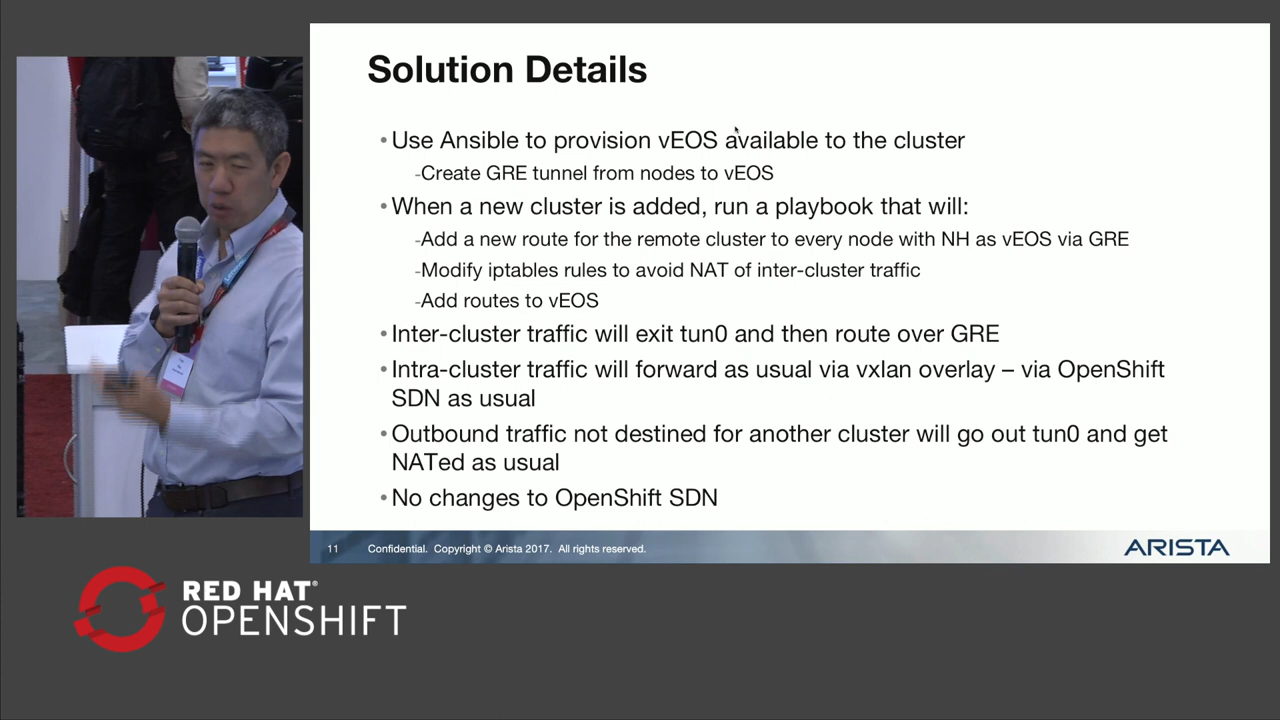 Solution Details
•Use Ansible to provision vEOS available to the cluster
-Create GRE tunnel from nodes to vEOS
•When a new cluster is added, run a playbook that will:
-Add a new route for the remote cluster to every node with NH as vEOS via GRE
-Modify iptables rules to avoid NAT of inter-cluster traffic
-Add routes to vEOS
•Inter-cluster traffic will exit tun0 and then route over GRE
•Intra-cluster traffic will forward as usual via vxlan overlay – via OpenShift
SDN as usual
•Outbound traffic not destined for another cluster will go out tun0 and get
NATed as usual
•No changes to OpenShift SDN
11 Confidential. Copyright © Arista 2017. All rights reserved.
ARISTA
RED HAT®
OPENSHIFT